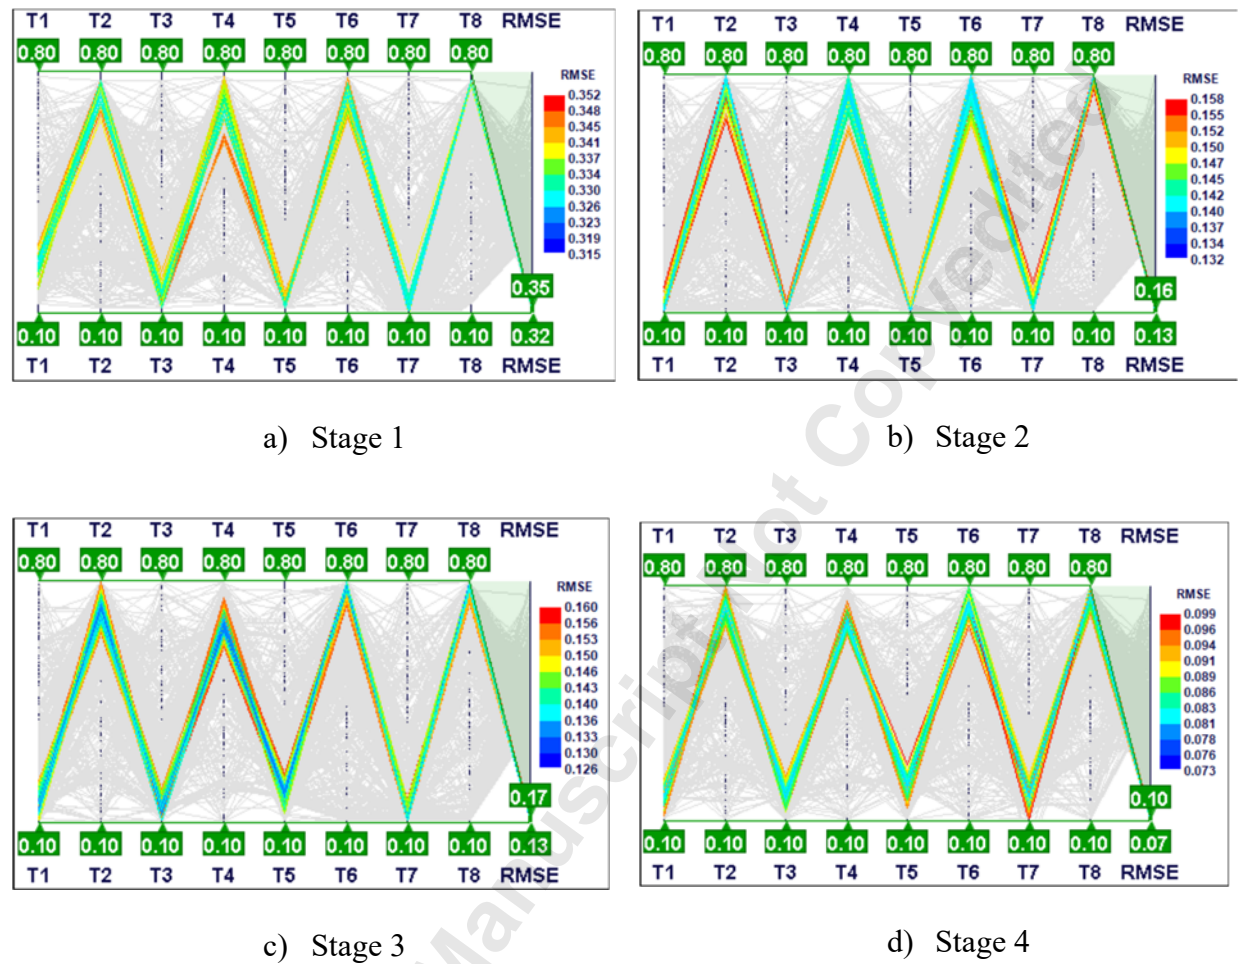 T1 T2 T3 T4 T5 T6 T7 T8 RMSE
0.80 0.80 0.80 0.80 0.80 0.80 0.80 0.80
RMSE
0.352
0.348
0.345
0.341
0.337
0.334
0.330
0.326
0.323
0.319
0.315
0.35
0.10 0.10 0.10 0.10 0.10 0.10 0.10 0.10 0.32
T1 T2 T3 T4 T5 T6 T7 T8 RMSE
a) Stage 1
T1 T2 T3 T4 T5 T6 T7 T8 RMSE
0.80 0.80 0.80 0.80 0.80 0.80 0.80 0.80
RMSE
0.158
0.155
0.152
0.150
0.147
0.145
0.142
0.140
0.137
0.134
0.132
0.16
0.10 0.10 0.10 0.10 0.10 0.10 0.10 0.10 0.13
T1 T2 T3 T4 T5 T6 T7 T8 RMSE
b) Stage 2
T1 T2 T3 T4 T5 T6 T7 T8 RMSE
0.80 0.80 0.80 0.80 0.80 0.80 0.80 0.80
RMSE
0.160
0.156
0.153
0.150
0.146
0.143
0.140
0.136
0.133
0.130
0.126
0.17
0.10 0.10 0.10 0.10 0.10 0.10 0.10 0.10 0.13
T1 T2 T3 T4 T5 T6 T7 T8 RMSE
c) Stage 3
T1 T2 T3 T4 T5 T6 T7 T8 RMSE
0.80 0.80 0.80 0.80 0.80 0.80 0.80 0.80
RMSE
0.099
0.096
0.094
0.091
0.089
0.086
0.083
0.081
0.078
0.076
0.073
0.10
0.10 0.10 0.10 0.10 0.10 0.10 0.10 0.10 0.07
T1 T2 T3 T4 T5 T6 T7 T8 RMSE
d) Stage 4
Manuscript Not Copyedited